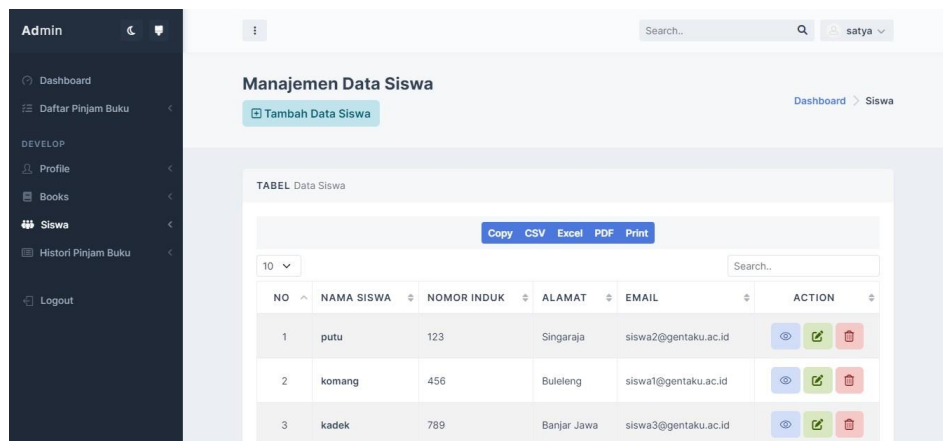 Admin
Search..
satya
Dashboard
Daftar Pinjam Buku
DEVELOP
Profile
Books
Siswa
Histori Pinjam Buku
Logout
Manajemen Data Siswa
Tambah Data Siswa
Dashboard > Siswa
TABEL Data Siswa
Copy CSV Excel PDF Print
10
Search..
NO NAMA SISWA NOMOR INDUK ALAMAT EMAIL ACTION
1 putu 123 Singaraja siswa2@gentaku.ac.id
2 komang 456 Buleleng siswa1@gentaku.ac.id
3 kadek 789 Banjar Jawa siswa3@gentaku.ac.id